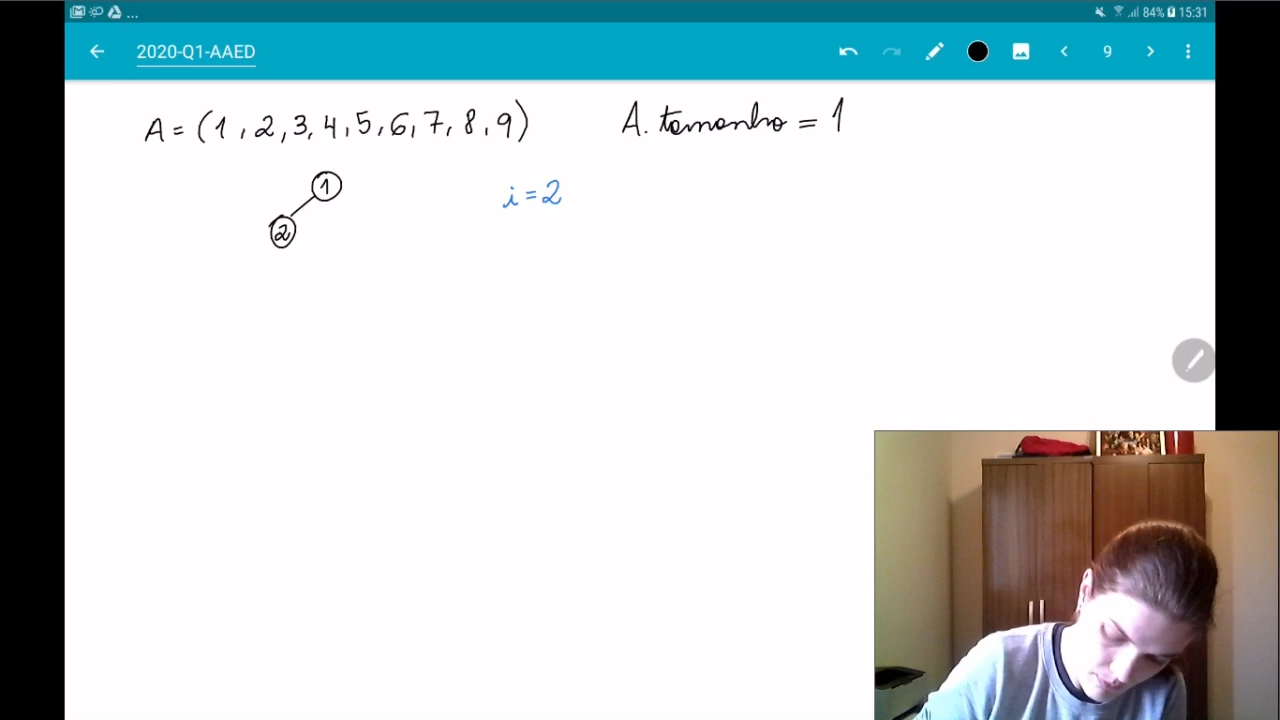 ... 84% 15:31
2020-Q1-AAED 9
A = (1, 2, 3, 4, 5, 6, 7, 8, 9) A. tamanho = 1
1
i = 2
2